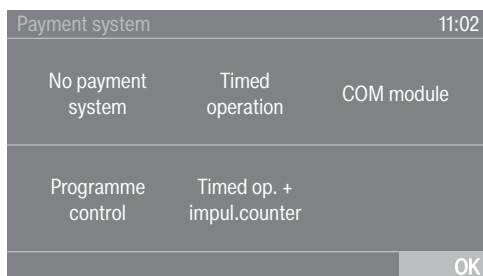 Payment system 11:02
No payment
system
Timed
operation
COM module
Programme
control
Timed op. +
impul.counter
OK